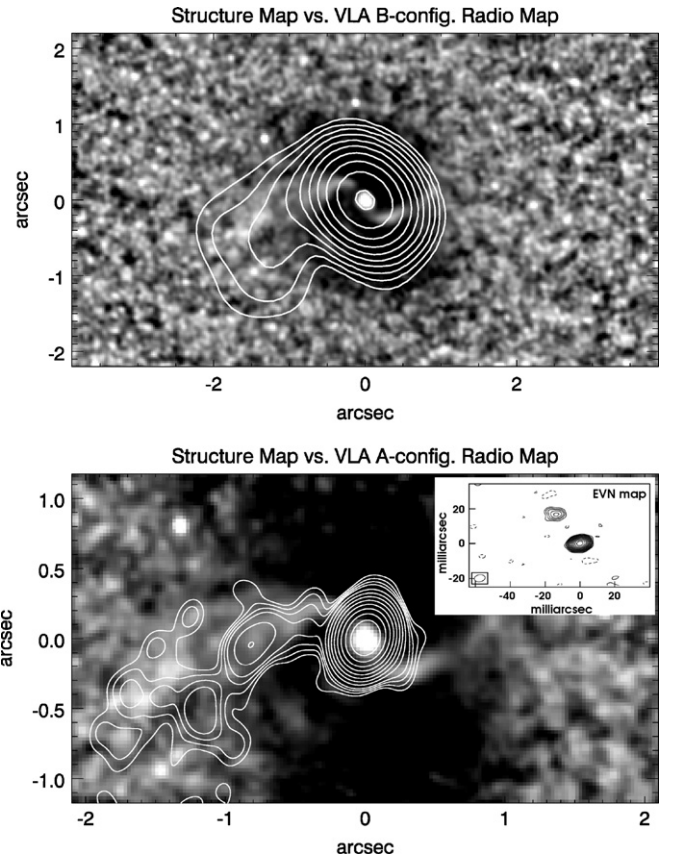 Structure Map vs. VLA B-config. Radio Map
2
1
0
-1
-2
arcsec
-2
0
2
arcsec
Structure Map vs. VLA A-config. Radio Map
1.0
0.5
0.0
-0.5
-1.0
arcsec
-2
-1
0
1
2
arcsec
EVN map
20
0
-20
milliarcsec
-40
-20
0
20
milliarcsec